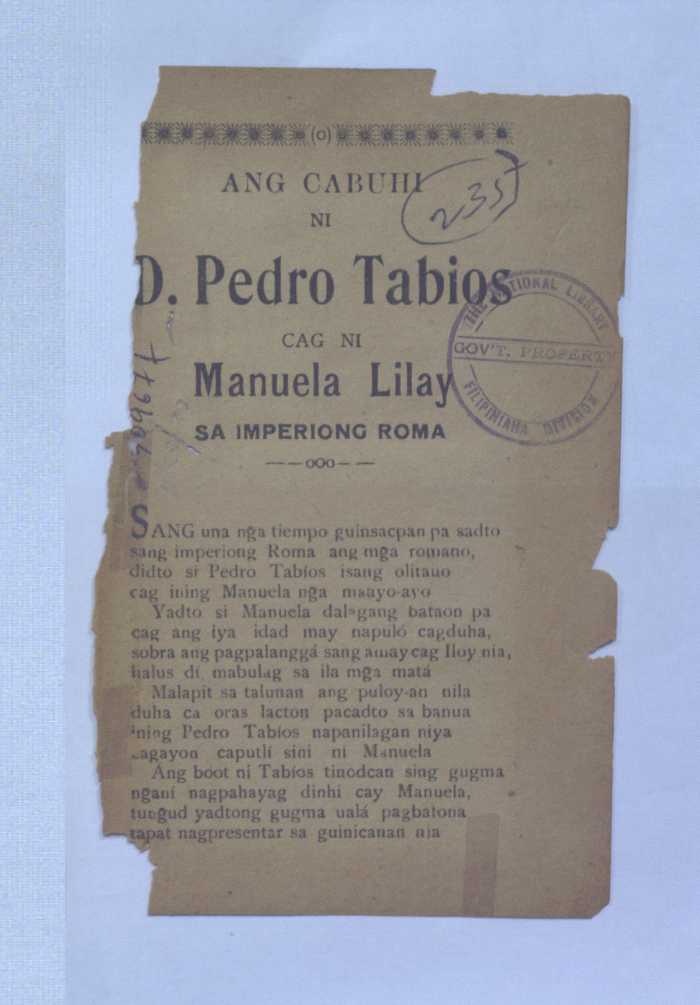 (o)
ANG CABUHI
NI
235
D. Pedro Tabios
CAG NI
Manuela Lilay
SA IMPERIONG ROMA
——oOo——
THE NATIONAL LIBRARY
GOV'T. PROPERTY
FILIPINIANA DIVISION
SANG una nga tiempo guinsacpan pa sadto
sang imperiong Roma ang mga romano,
didto si Pedro Tabios isang olitauo
cag ining Manuela nga maayo-ayo
Yadto si Manuela dalagang bataon pa
cag ang iya idad may napuló cagduha,
sobra ang pagpalanggá sang amay cag Iloy nia,
halus di mabulag sa ila mga matá
Malapit sa talunan ang puloy-an nila
duha ca oras lacton pacadto sa banua
ining Pedro Tabios napanilagan niya
cagayon caputli sini ni Manuela
Ang boot ni Tabios tinodcan sing gugma
ngani nagpahayag dinhi cay Manuela,
tungud yadtong gugma ualá pagbatona
tapat nagpresentar sa guinicanan nia